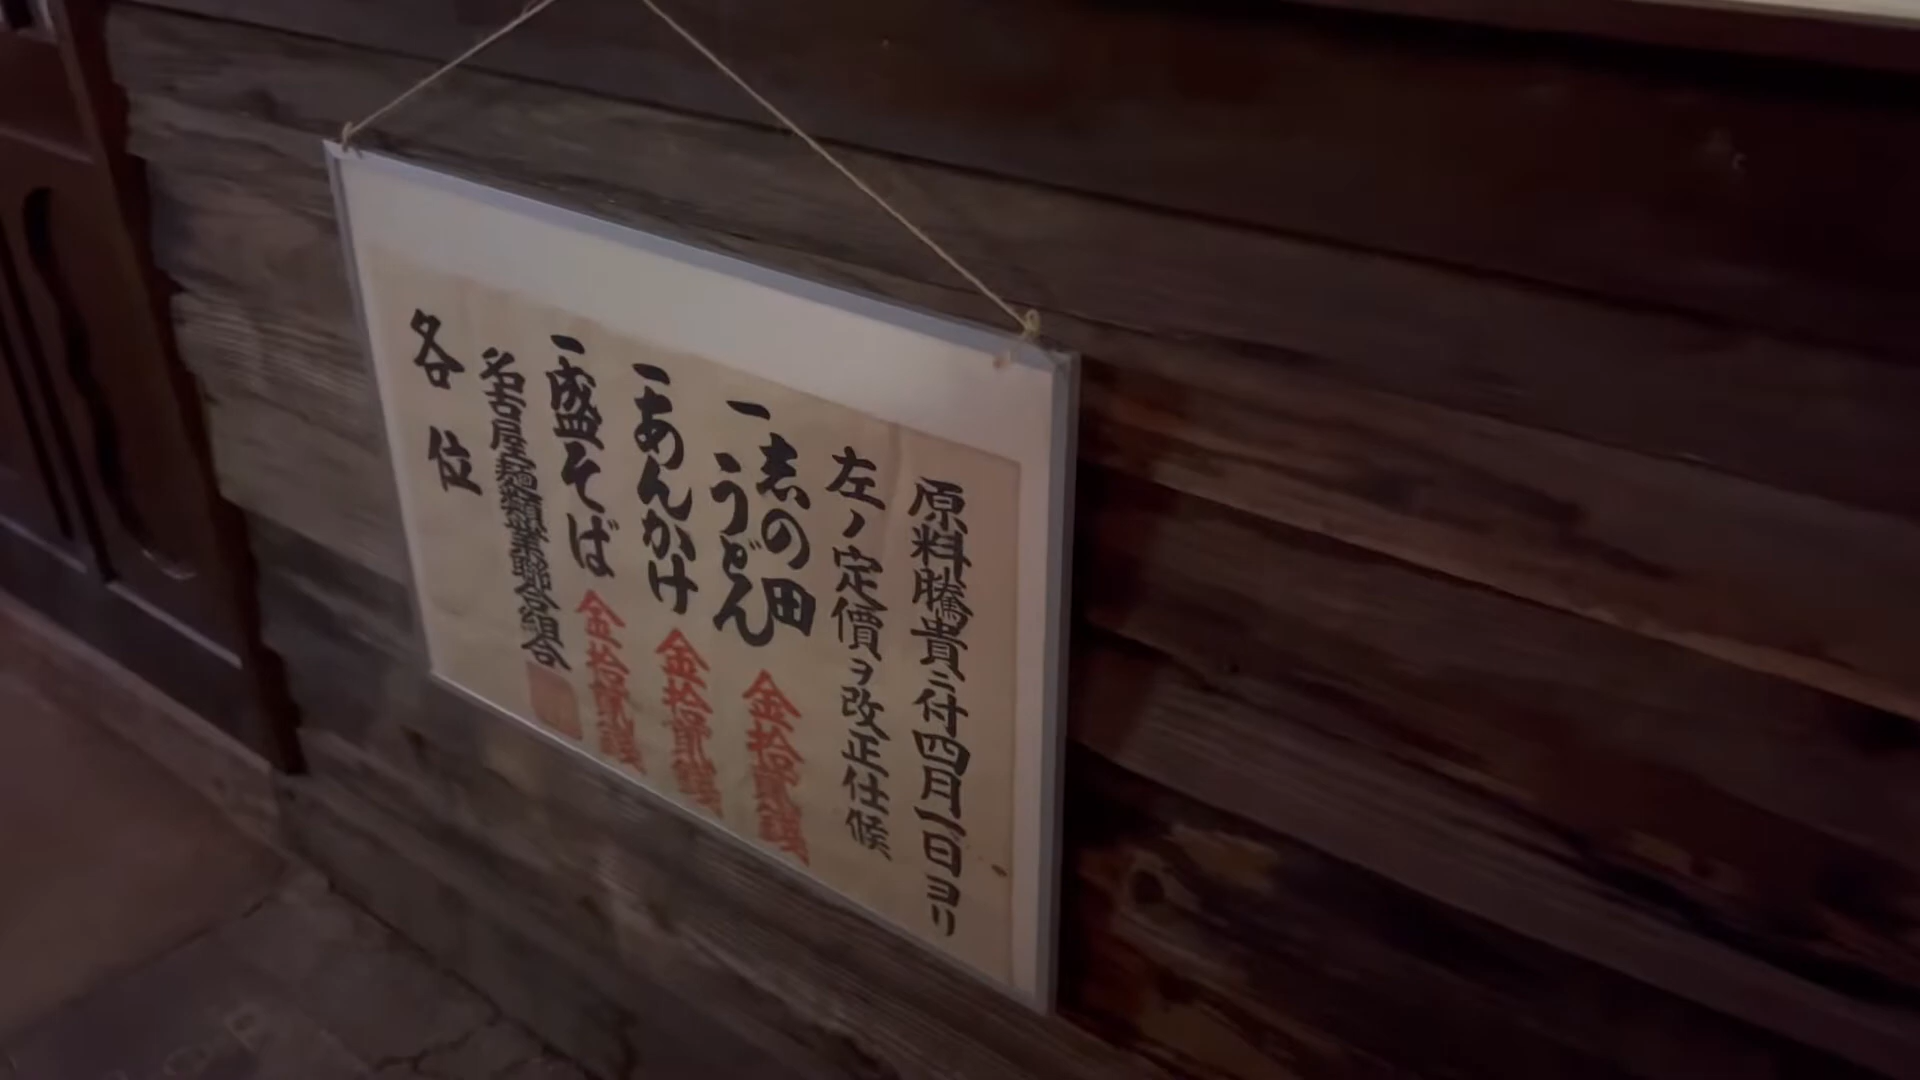 原料騰貴ニ付四月一日ヨリ
左ノ定價ヲ改正仕候
一志の田うどん 金拾貳錢
一あんかけ 金拾貳錢
一盛そば 金拾貳錢
名古屋麺類業聯合組合
各位